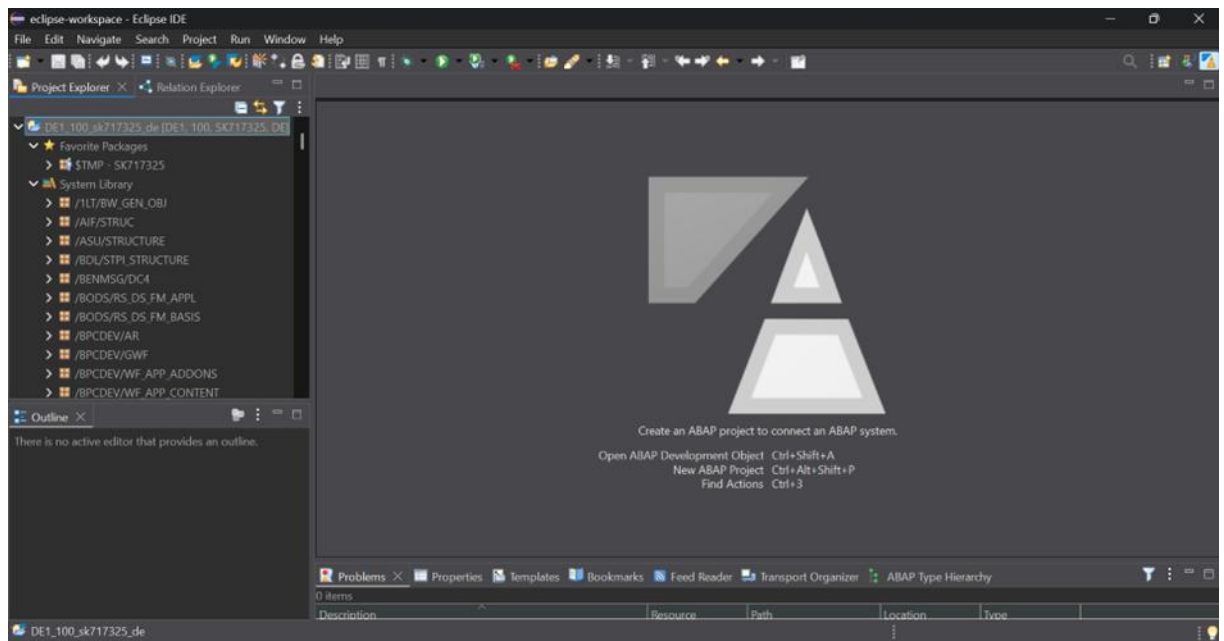 eclipse-workspace - Eclipse IDE
File Edit Navigate Search Project Run Window Help
Project Explorer Relation Explorer
DE1_100_sk717325_de [DE1, 100, SK717325, DE]
Favorite Packages
$TMP - SK717325
System Library
/1LT/BW_GEN_OBJ
/AIF/STRUC
/ASU/STRUCTURE
/BDL/STPI_STRUCTURE
/BENMSG/DC4
/BODS/RS_DS_FM_APPL
/BODS/RS_DS_FM_BASIS
/BPCDEV/AR
/BPCDEV/GWF
/BPCDEV/WF_APP_ADDONS
/BPCDEV/WF_APP_CONTENT
Outline
There is no active editor that provides an outline.
Create an ABAP project to connect an ABAP system.
Open ABAP Development Object Ctrl+Shift+A
New ABAP Project Ctrl+Alt+Shift+P
Find Actions Ctrl+3
Problems Properties Templates Bookmarks Feed Reader Transport Organizer ABAP Type Hierarchy
0 items
Description Resource Path Location Type
DE1_100_sk717325_de